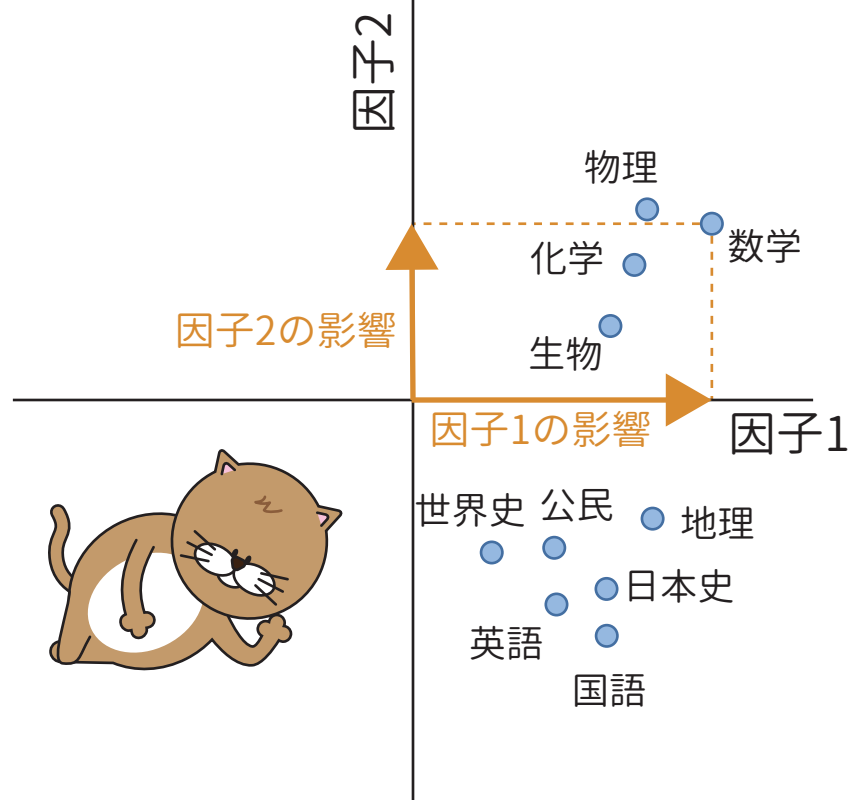 因子2
物理
数学
化学
因子2の影響
生物
因子1の影響
因子1
世界史
公民
地理
日本史
英語
国語